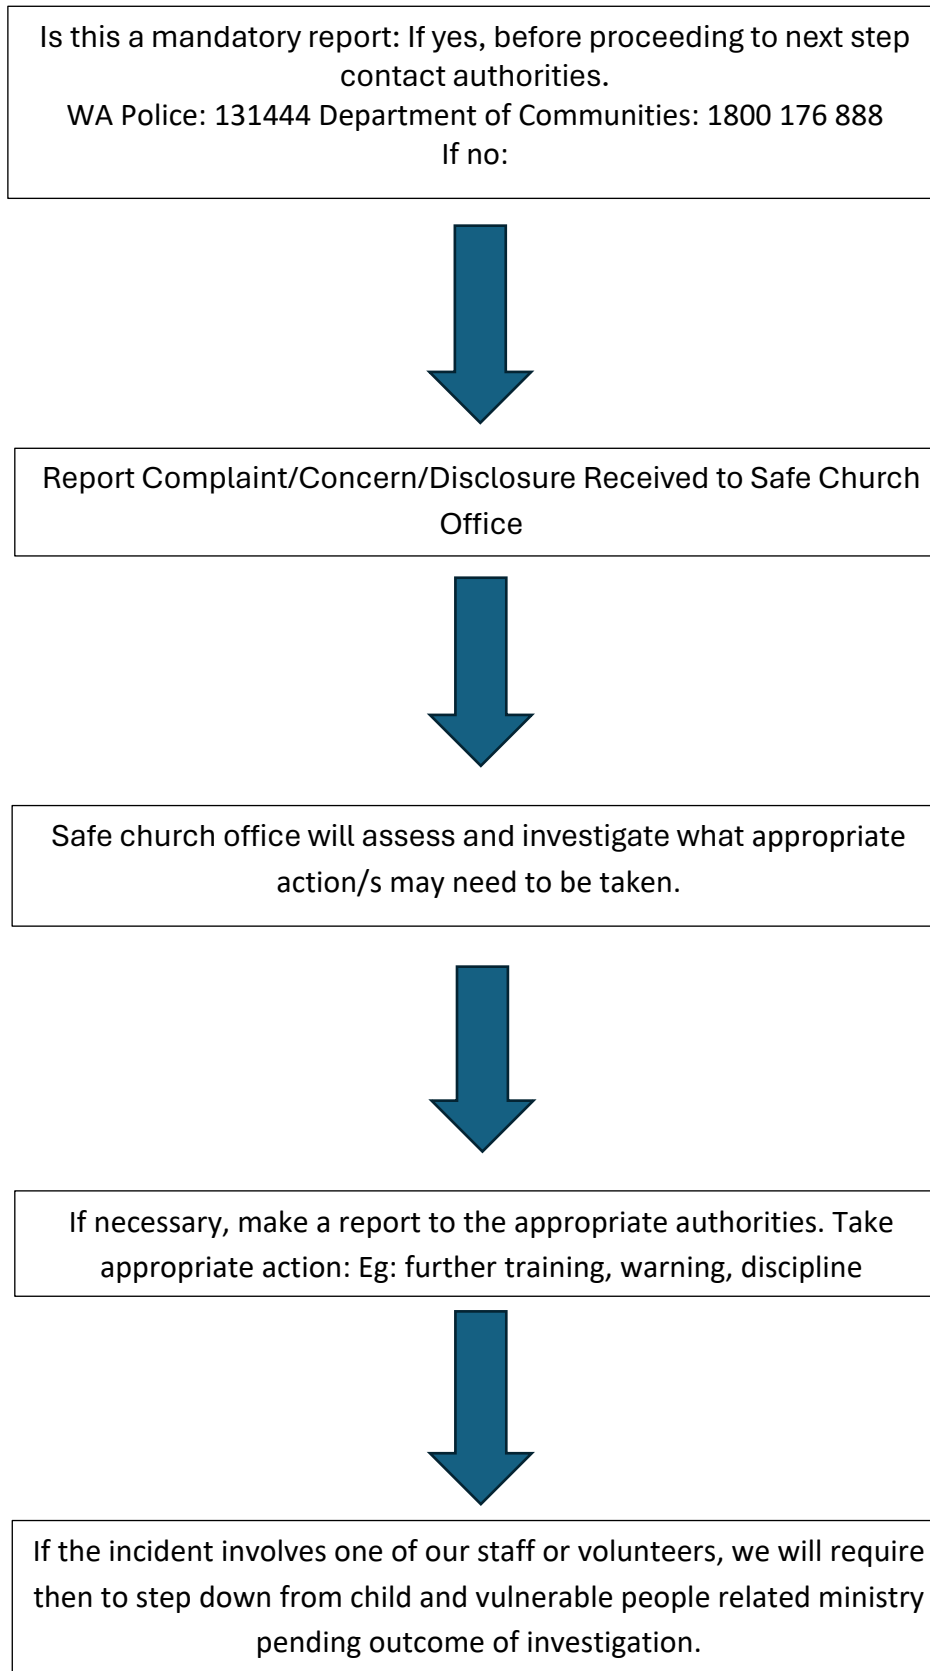 Is this a mandatory report: If yes, before proceeding to next step
contact authorities.
WA Police: 131444 Department of Communities: 1800 176 888
If no:
Report Complaint/Concern/Disclosure Received to Safe Church
Office
Safe church office will assess and investigate what appropriate
action/s may need to be taken.
If necessary, make a report to the appropriate authorities. Take
appropriate action: Eg: further training, warning, discipline
If the incident involves one of our staff or volunteers, we will require
then to step down from child and vulnerable people related ministry
pending outcome of investigation.